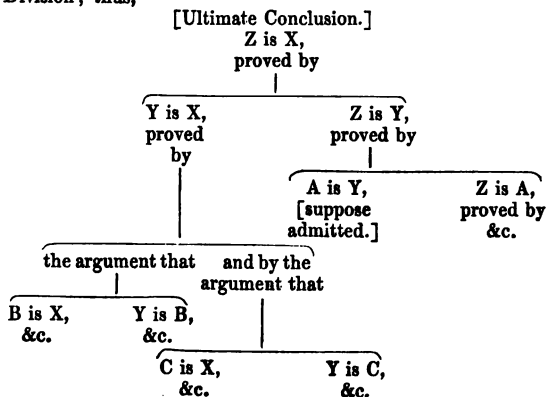 Division; thus,
[Ultimate Conclusion.]
Z is X,
proved by
Y is X, Z is Y,
proved proved by
by
A is Y, Z is A,
[suppose proved by
admitted.] &c.
the argument that and by the
argument that
B is X, Y is B,
&c. &c.
C is X, Y is C,
&c. &c.